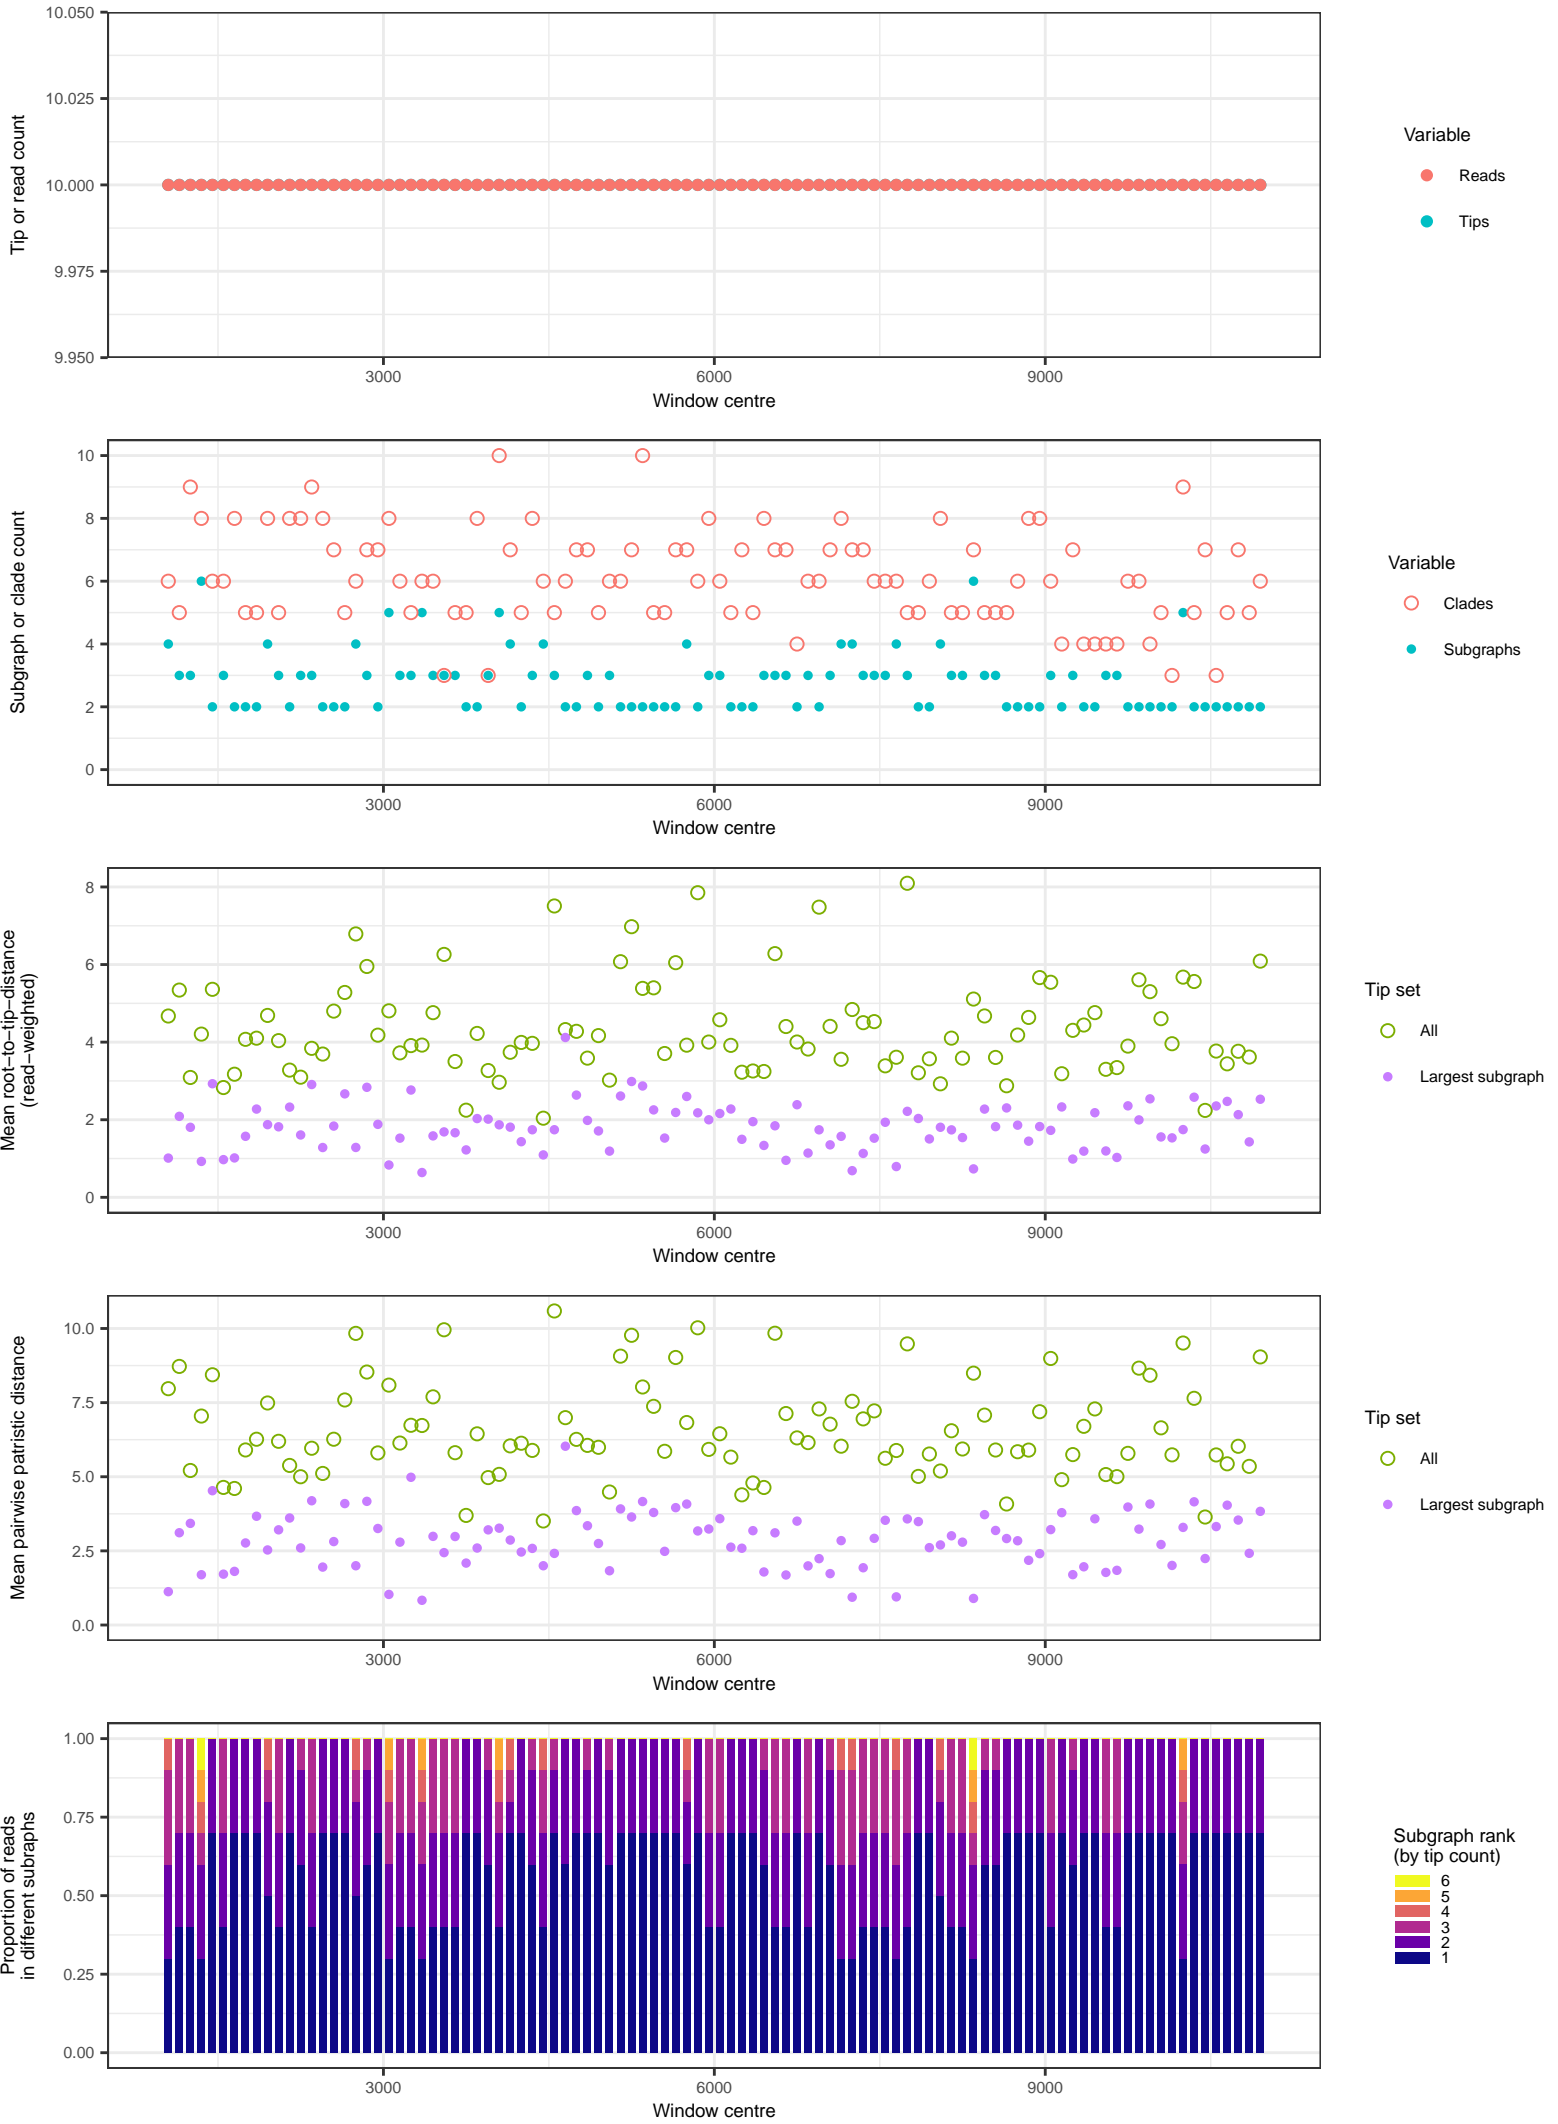 10.050
10.025
10.000
9.975
9.950
Tip or read count
3000
6000
9000
Window centre
Variable
Reads
Tips
10
8
6
4
2
0
Subgraph or clade count
3000
6000
9000
Window centre
Variable
Clades
Subgraphs
8
6
4
2
0
Mean root−to−tip−distance
(read−weighted)
3000
6000
9000
Window centre
Tip set
All
Largest subgraph
10.0
7.5
5.0
2.5
0.0
Mean pairwise patristic distance
3000
6000
9000
Window centre
Tip set
All
Largest subgraph
1.00
0.75
0.50
0.25
0.00
Proportion of reads
in different subraphs
3000
6000
9000
Window centre
Subgraph rank
(by tip count)
6
5
4
3
2
1